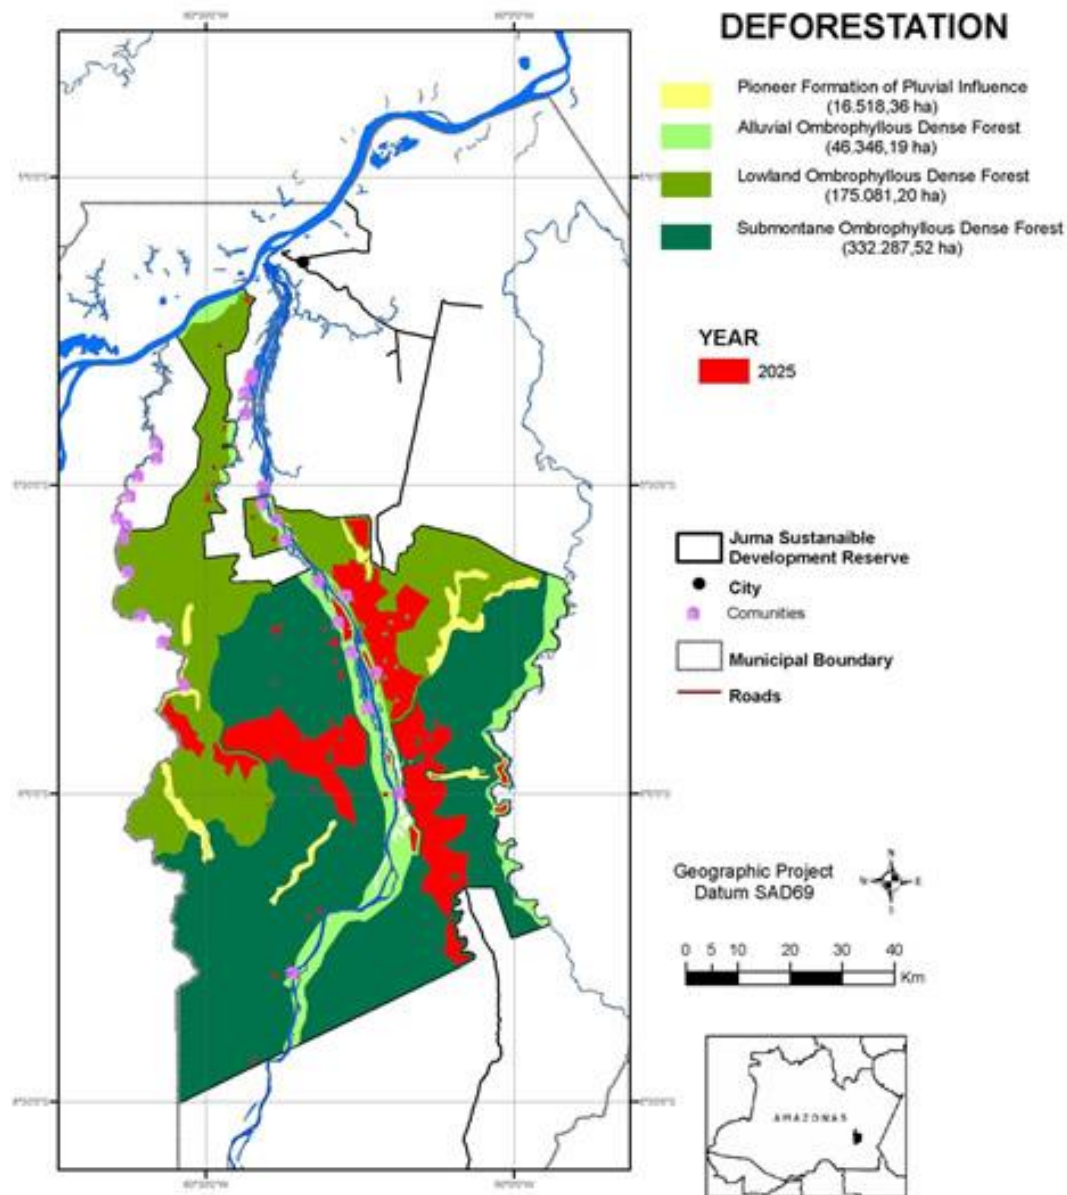 DEFORESTATION
Pioneer Formation of Pluvial Influence
(16.518,36 ha)
Alluvial Ombrophyllous Dense Forest
(46.346,19 ha)
Lowland Ombrophyllous Dense Forest
(175.081,20 ha)
Submontane Ombrophyllous Dense Forest
(332.287,52 ha)
YEAR
2025
Juma Sustanaible
Development Reserve
City
Comunities
Municipal Boundary
Roads
Geographic Project
Datum SAD69
N
W
E
S
0 5 10 20 30 40
Km
AMAZONAS